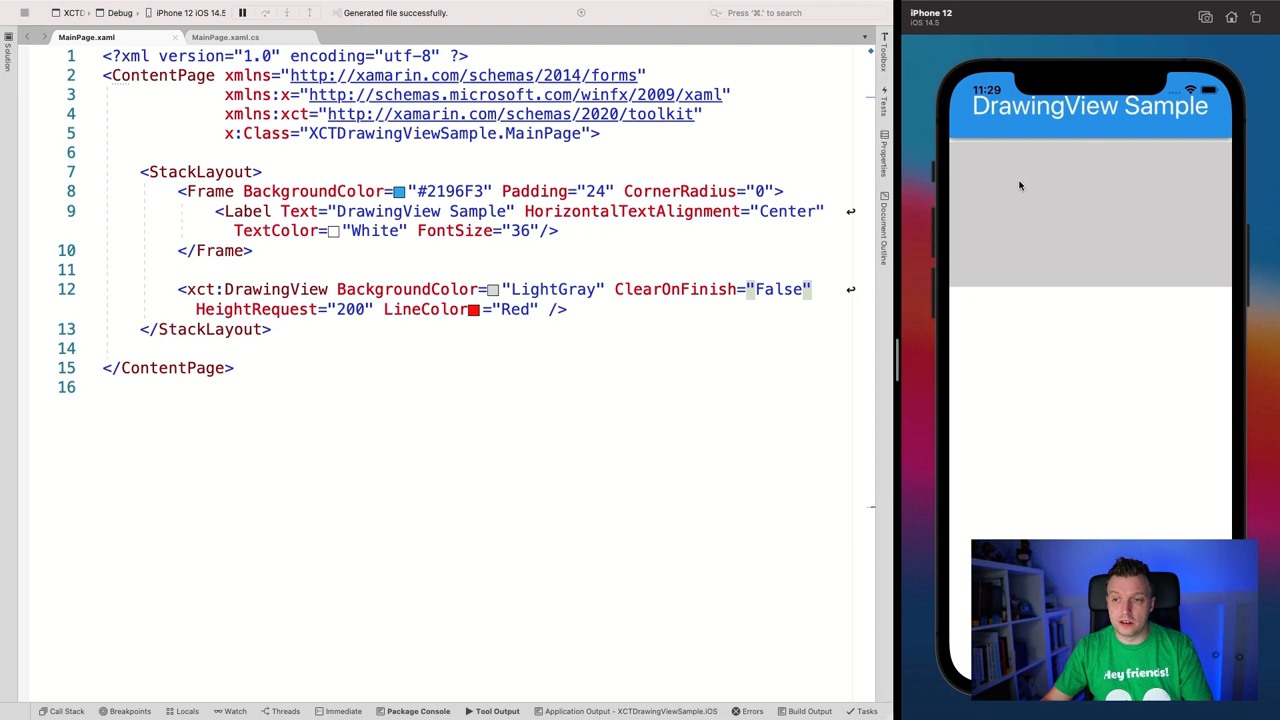 XCTD
Debug
iPhone 12 iOS 14.5
Generated file successfully.
Press '⌘.' to search
MainPage.xaml
MainPage.xaml.cs
Solution
1 <?xml version="1.0" encoding="utf-8" ?>
2 <ContentPage xmlns="http://xamarin.com/schemas/2014/forms"
3 xmlns:x="http://schemas.microsoft.com/winfx/2009/xaml"
4 xmlns:xct="http://xamarin.com/schemas/2020/toolkit"
5 x:Class="XCTDrawingViewSample.MainPage">
6
7 <StackLayout>
8 <Frame BackgroundColor="#2196F3" Padding="24" CornerRadius="0">
9 <Label Text="DrawingView Sample" HorizontalTextAlignment="Center"
TextColor="White" FontSize="36"/>
10 </Frame>
11
12 <xct:DrawingView BackgroundColor="LightGray" ClearOnFinish="False"
HeightRequest="200" LineColor="Red" />
13 </StackLayout>
14
15 </ContentPage>
16
Toolbox
Tests
Properties
Document Outline
Call Stack
Breakpoints
Locals
Watch
Threads
Immediate
Package Console
Tool Output
Application Output - XCTDrawingViewSample.iOS
Errors
Build Output
Tasks
iPhone 12
iOS 14.5
11:29
DrawingView Sample
Hey friends!